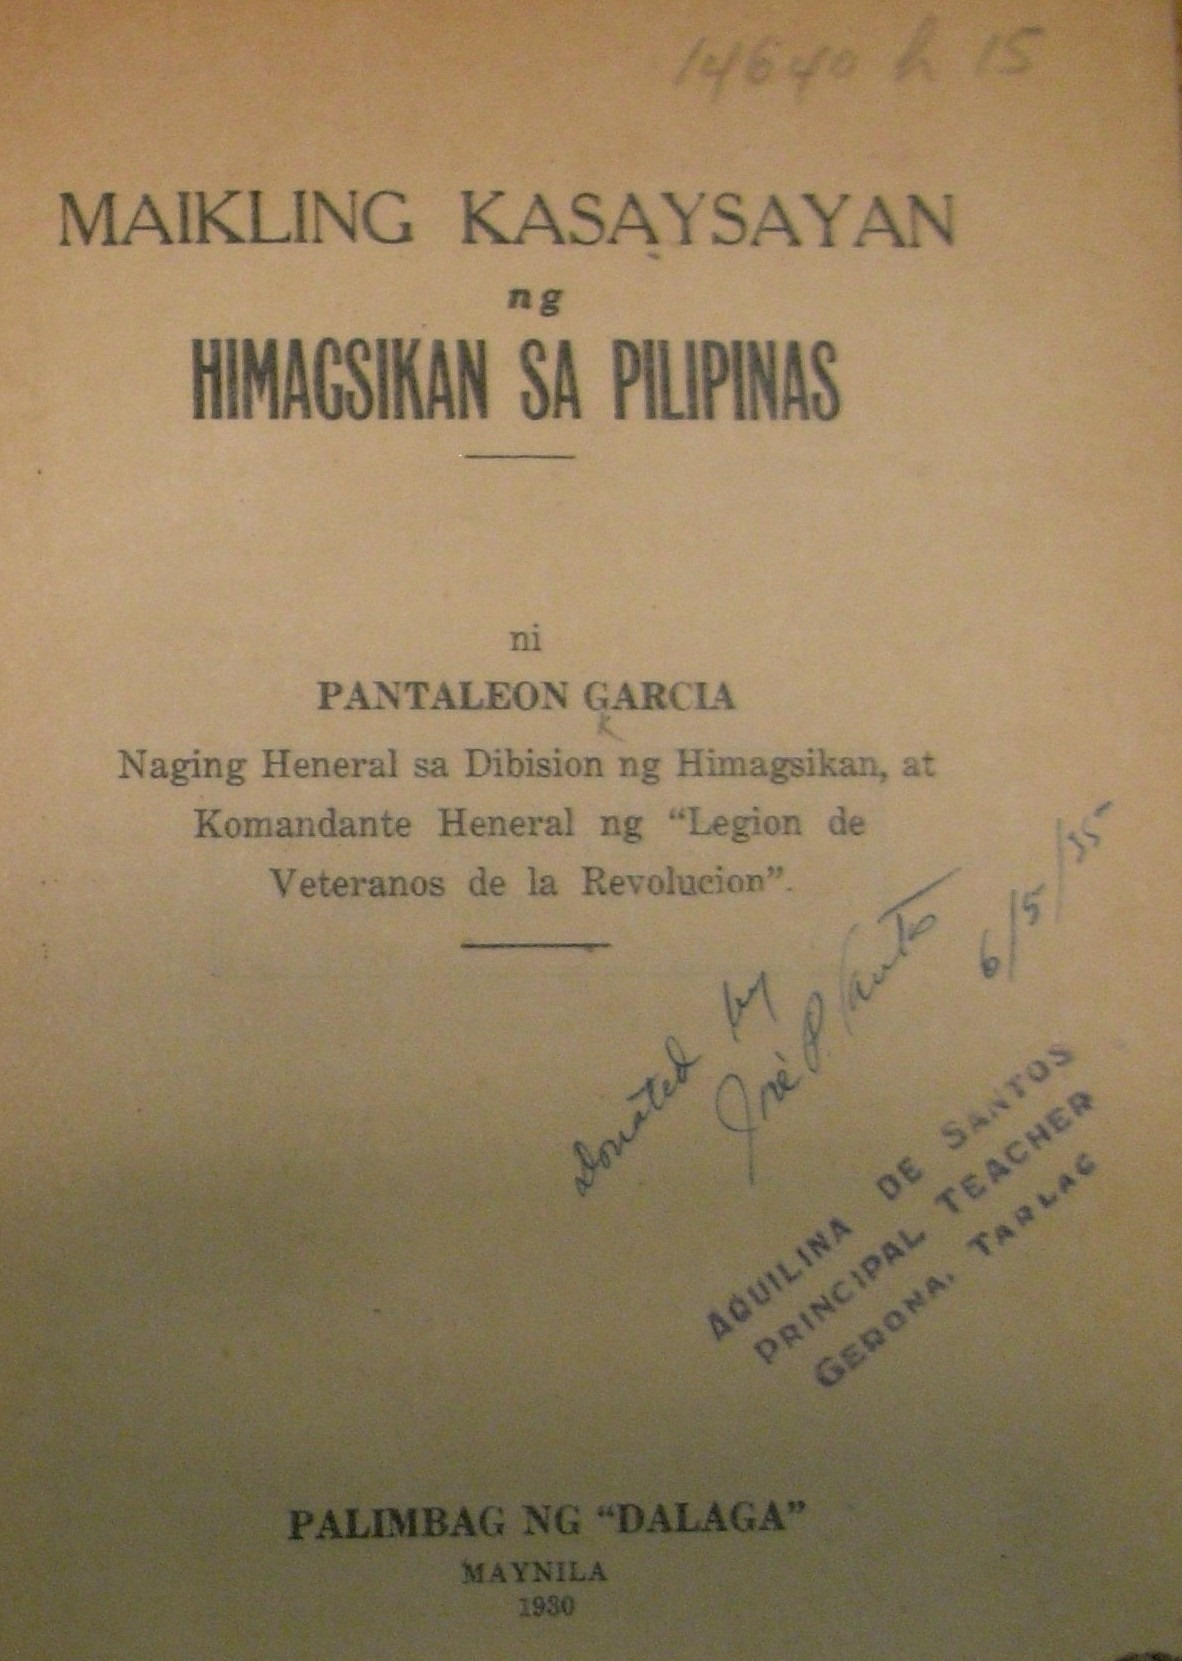 14640 h 15
MAIKLING KASAYSAYAN
ng
HIMAGSIKAN SA PILIPINAS
ni
PANTALEON GARCIA
k
Naging Heneral sa Dibision ng Himagsikan, at
Komandante Heneral ng “Legion de
Veteranos de la Revolucion”.
donated by
José P. Santos
6/5/35
AQUILINA DE SANTOS
PRINCIPAL TEACHER
GERONA, TARLAC
PALIMBAG NG “DALAGA”
MAYNILA
1930